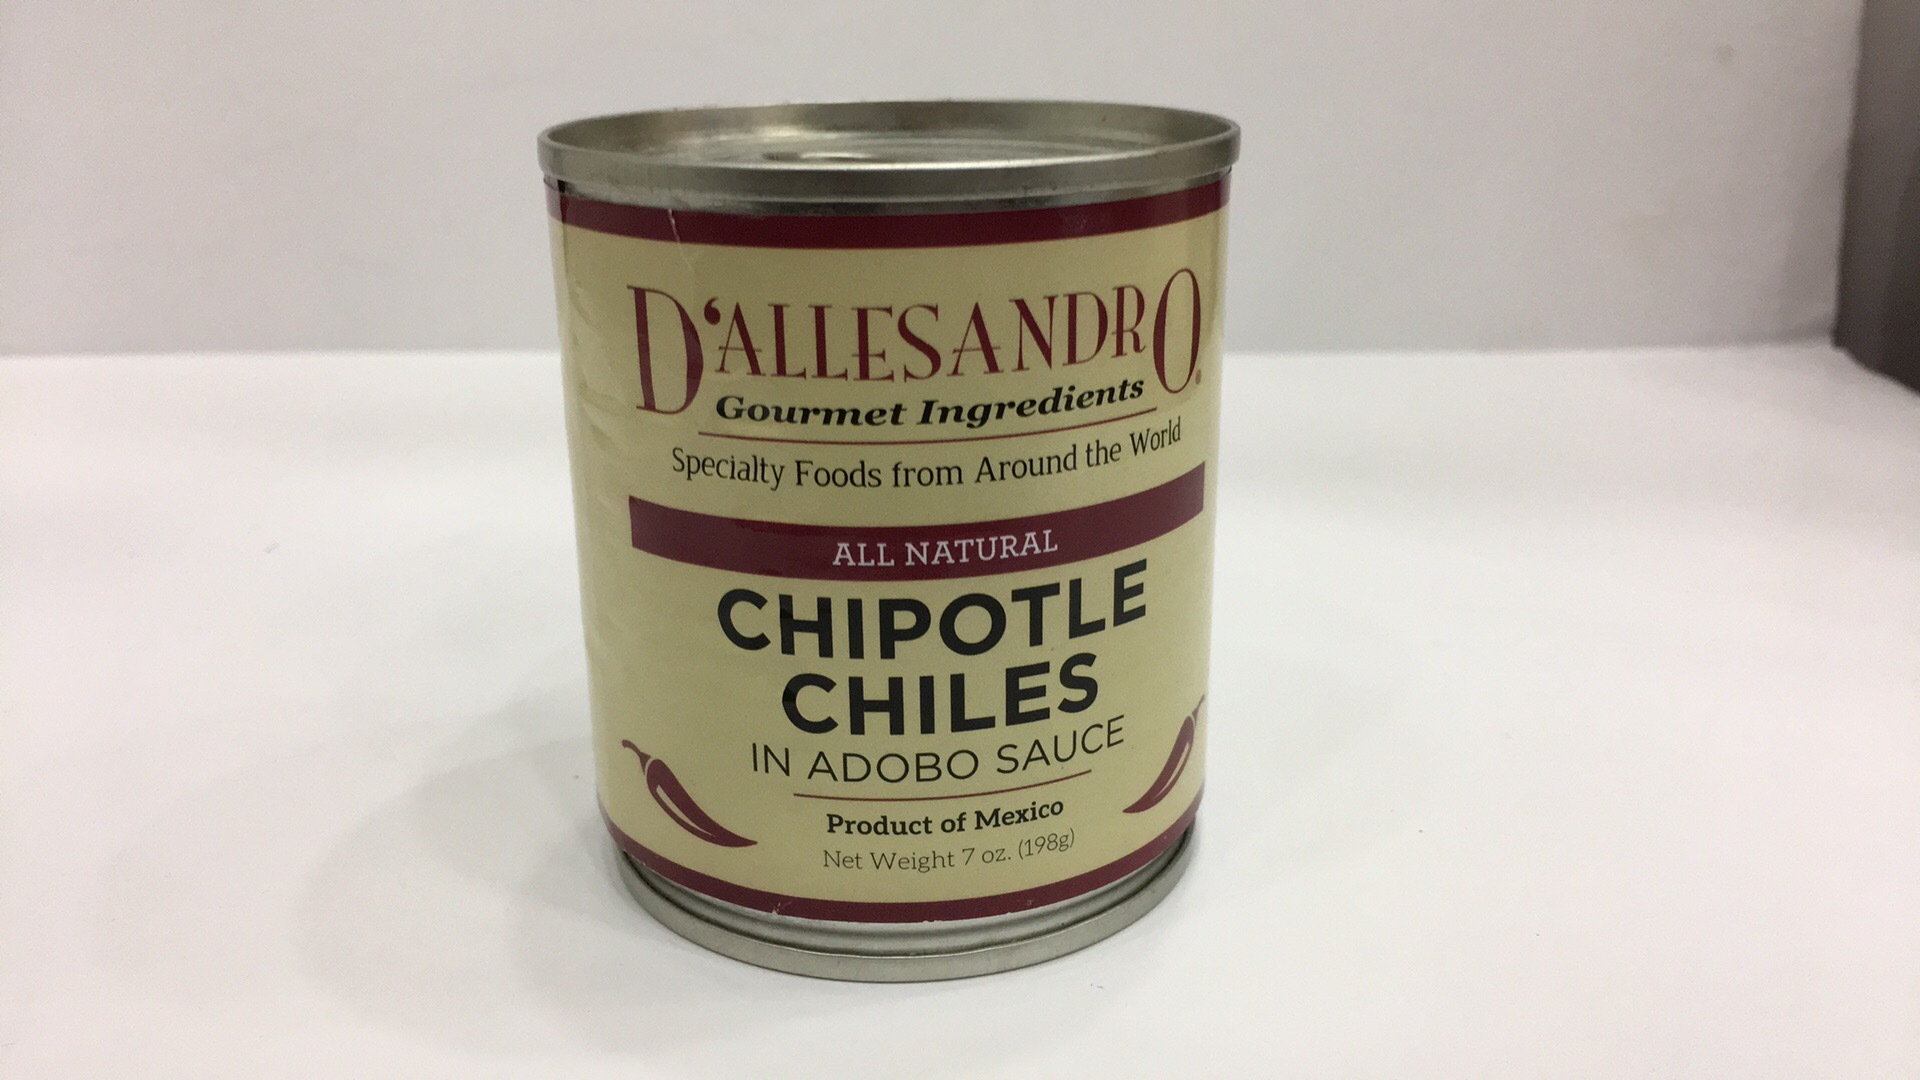 D'ALLESANDRO®
Gourmet Ingredients
Specialty Foods from Around the World
ALL NATURAL
CHIPOTLE
CHILES
IN ADOBO SAUCE
Product of Mexico
Net Weight 7 oz. (198g)